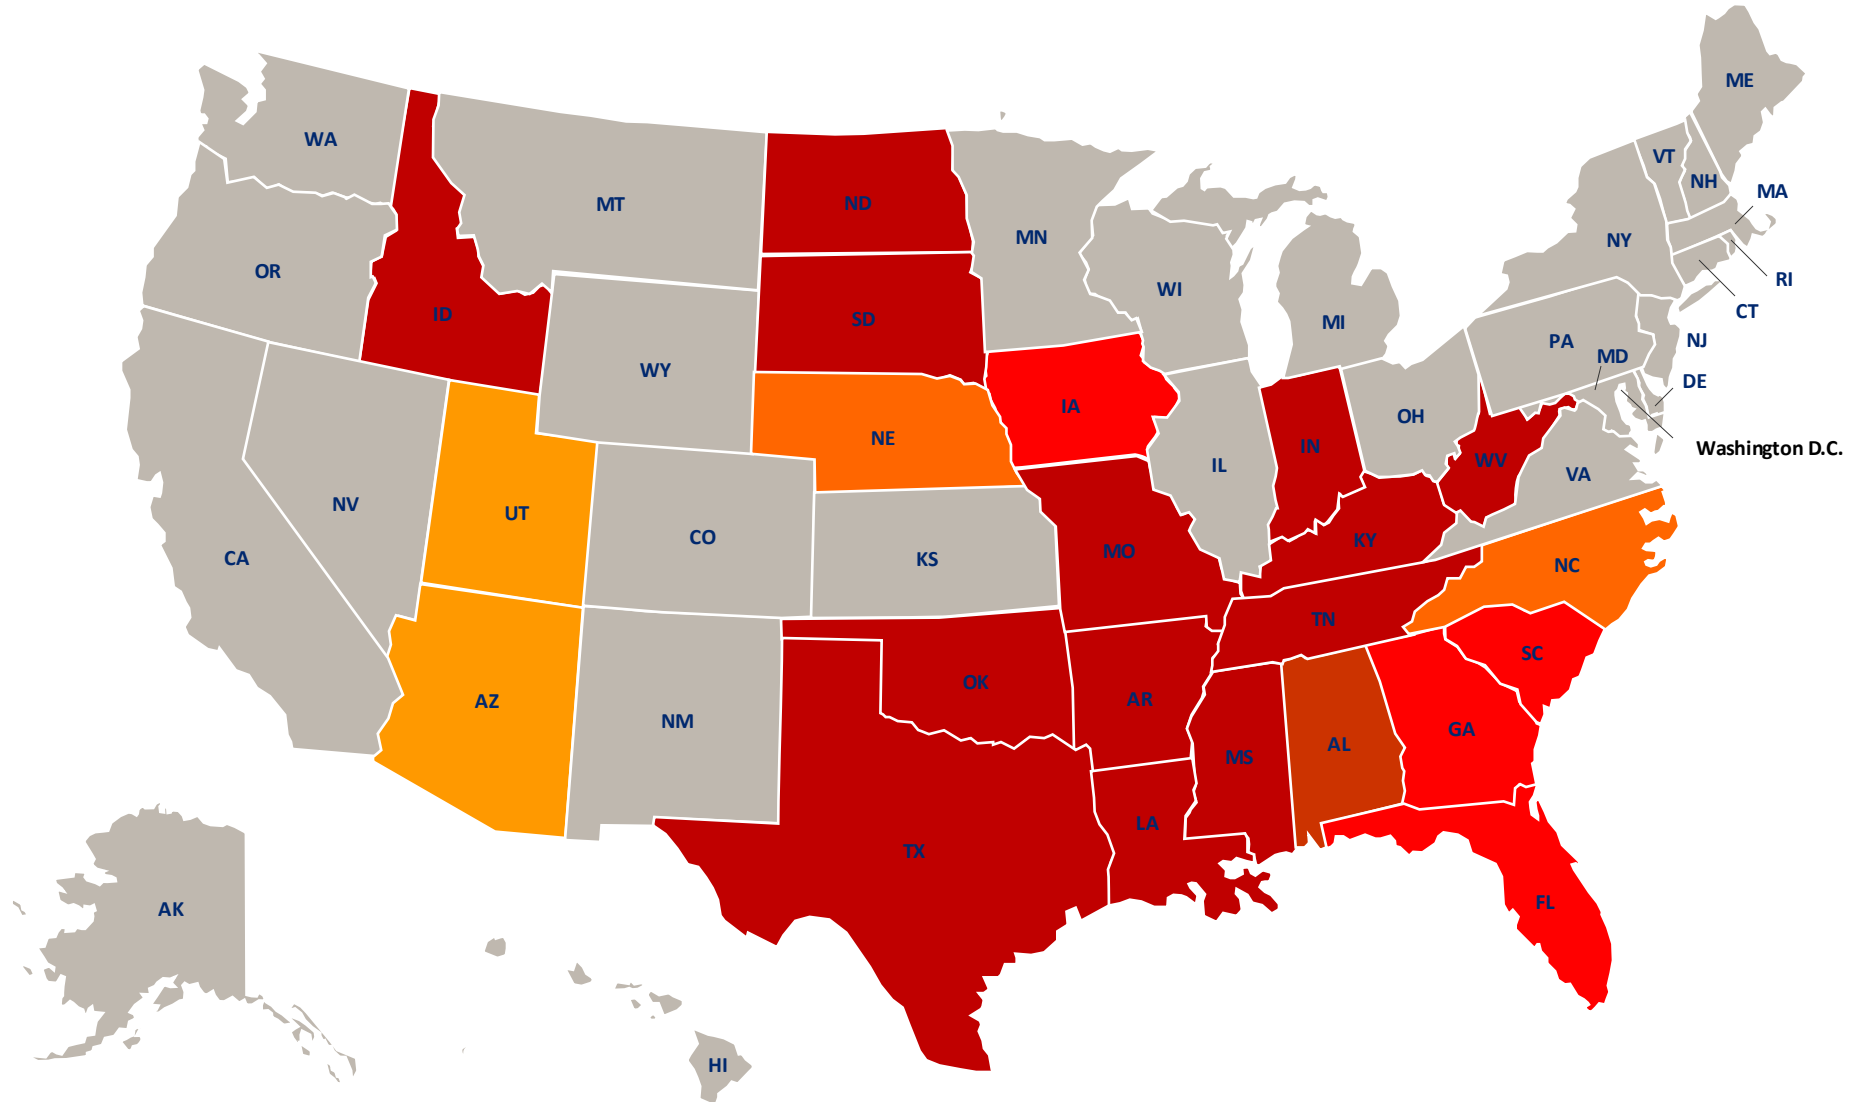 ME
WA
VT
NH
MA
MT
ND
MN
NY
OR
RI
WI
ID
SD
MI
CT
PA
NJ
MD
WY
DE
IA
OH
NE
IN
Washington D.C.
WV
IL
VA
NV
UT
CO
KY
MO
CA
KS
NC
TN
SC
OK
AR
AZ
NM
GA
AL
MS
LA
TX
FL
AK
HI